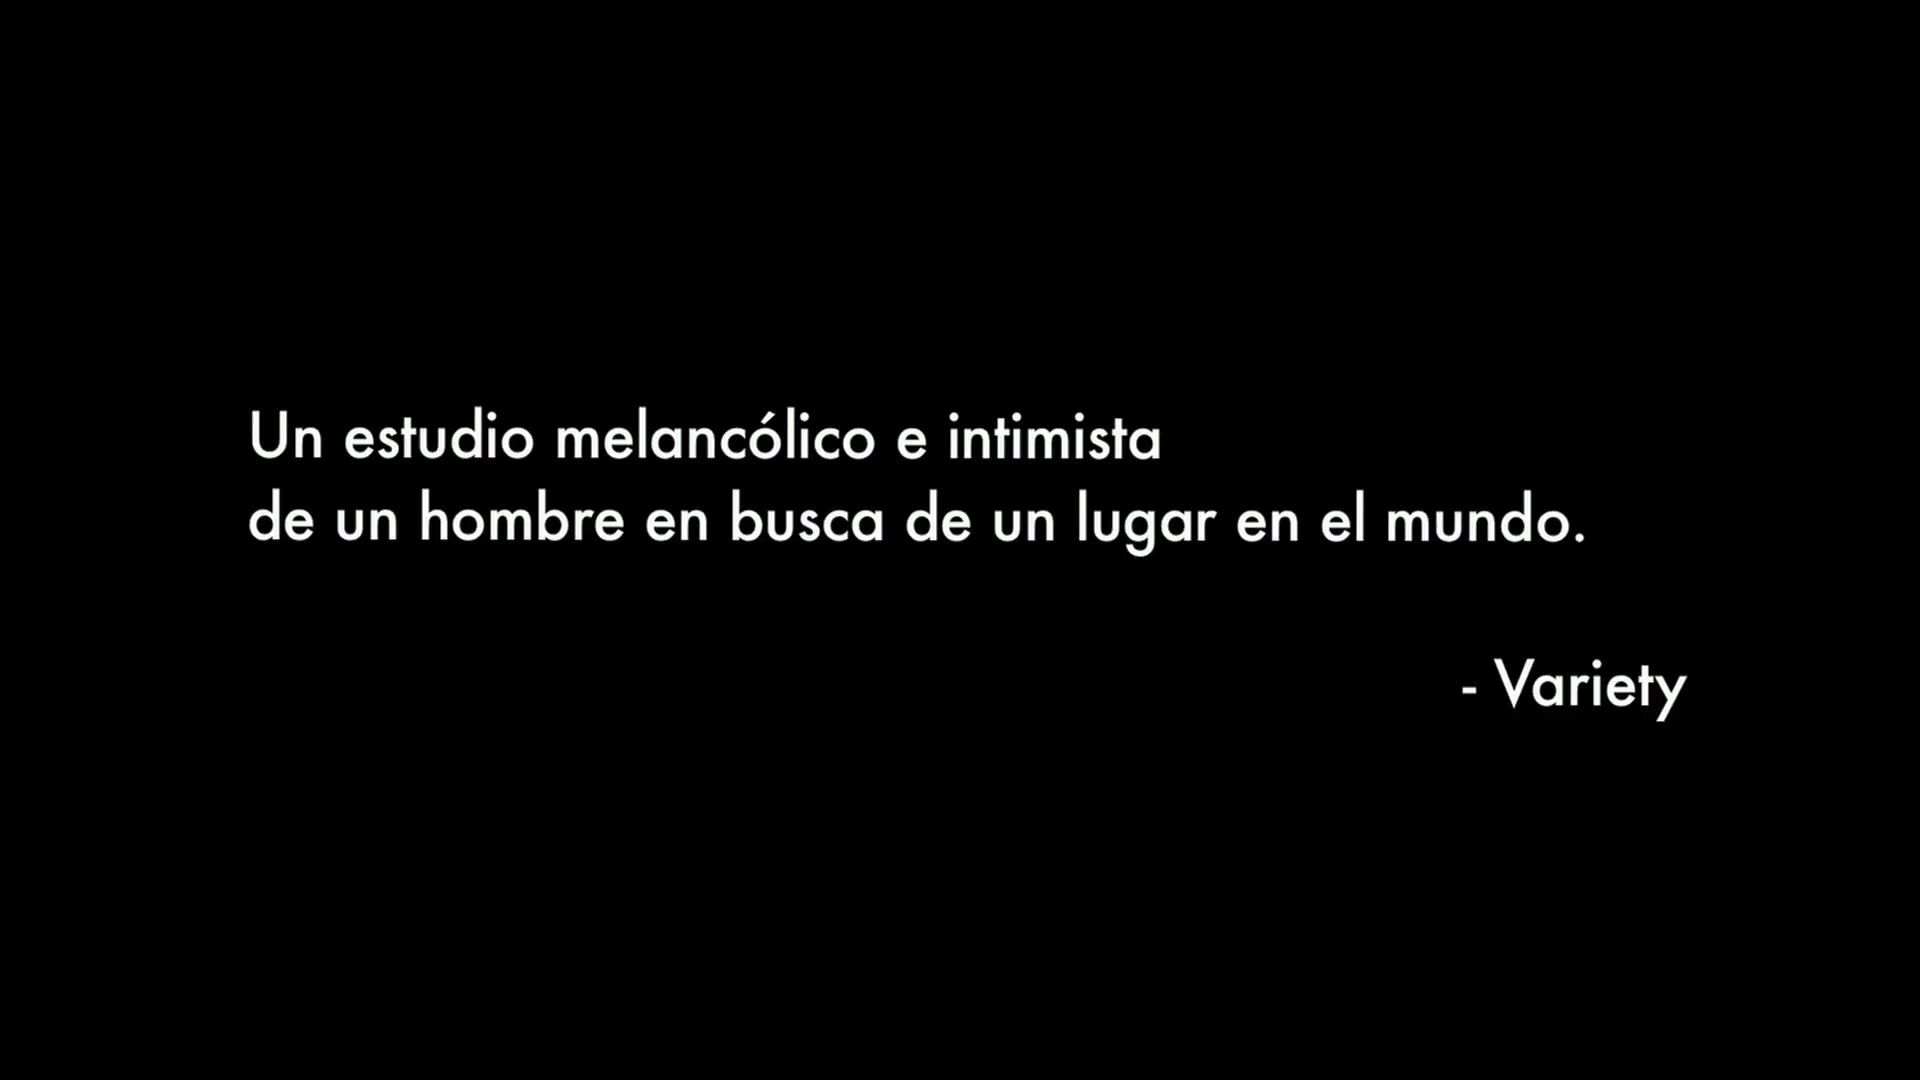 Un estudio melancólico e intimista
de un hombre en busca de un lugar en el mundo.
- Variety